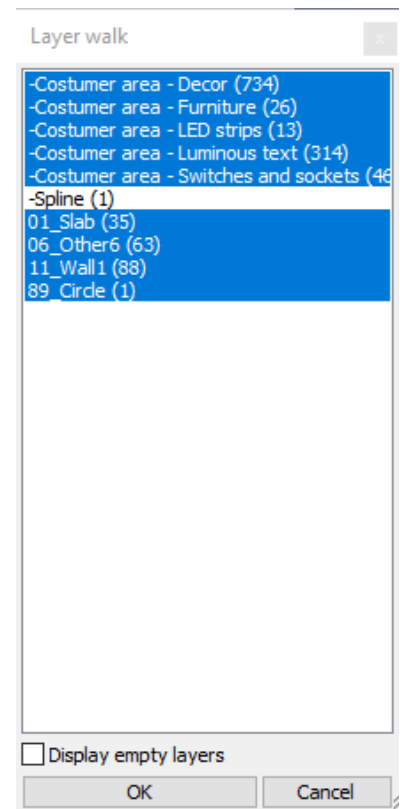 Layer walk
x
-Costumer area - Decor (734)
-Costumer area - Furniture (26)
-Costumer area - LED strips (13)
-Costumer area - Luminous text (314)
-Costumer area - Switches and sockets (46
-Spline (1)
01_Slab (35)
06_Other6 (63)
11_Wall1 (88)
89_Circle (1)
Display empty layers
OK Cancel